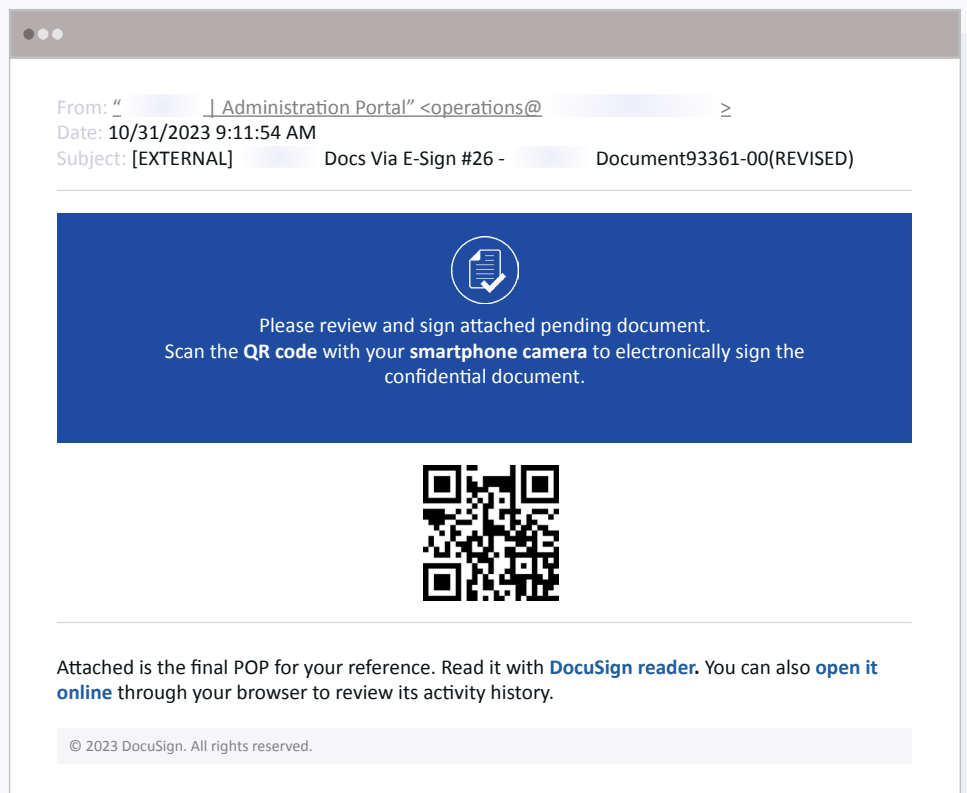 From: “ | Administration Portal” <operations@ >
Date: 10/31/2023 9:11:54 AM
Subject: [EXTERNAL] Docs Via E-Sign #26 - Document93361-00(REVISED)
Please review and sign attached pending document.
Scan the QR code with your smartphone camera to electronically sign the
confidential document.
Attached is the final POP for your reference. Read it with DocuSign reader. You can also open it
online through your browser to review its activity history.
© 2023 DocuSign. All rights reserved.